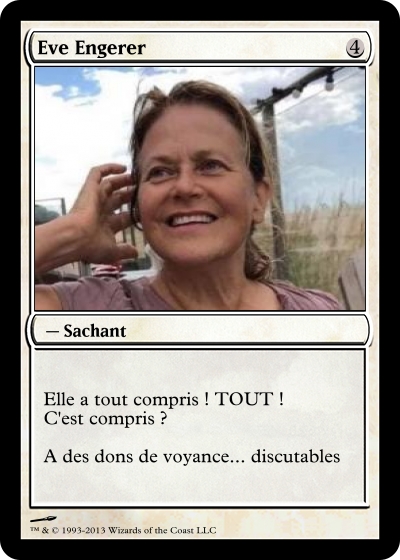 Eve Engerer
4
— Sachant
Elle a tout compris ! TOUT !
C'est compris ?
A des dons de voyance... discutables
™ & © 1993-2013 Wizards of the Coast LLC